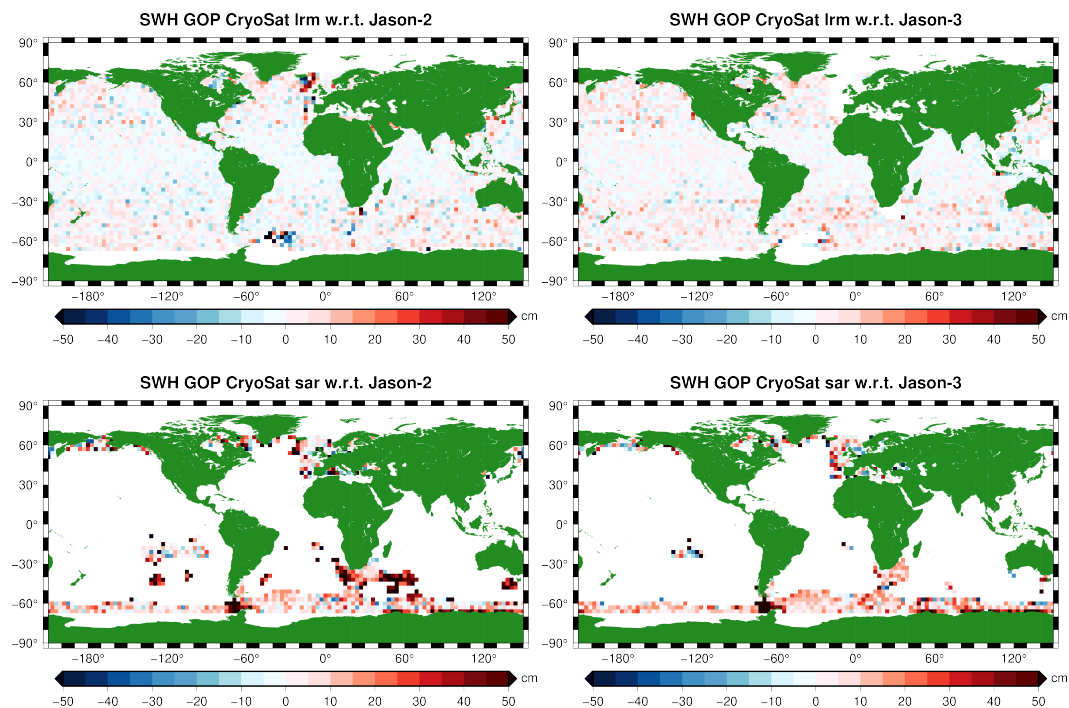 SWH GOP CryoSat lrm w.r.t. Jason-2
90°
60°
30°
0°
−30°
−60°
−90°
−180° −120° −60° 0° 60° 120°
cm
−50 −40 −30 −20 −10 0 10 20 30 40 50
SWH GOP CryoSat lrm w.r.t. Jason-3
90°
60°
30°
0°
−30°
−60°
−90°
−180° −120° −60° 0° 60° 120°
cm
−50 −40 −30 −20 −10 0 10 20 30 40 50
SWH GOP CryoSat sar w.r.t. Jason-2
90°
60°
30°
0°
−30°
−60°
−90°
−180° −120° −60° 0° 60° 120°
cm
−50 −40 −30 −20 −10 0 10 20 30 40 50
SWH GOP CryoSat sar w.r.t. Jason-3
90°
60°
30°
0°
−30°
−60°
−90°
−180° −120° −60° 0° 60° 120°
cm
−50 −40 −30 −20 −10 0 10 20 30 40 50